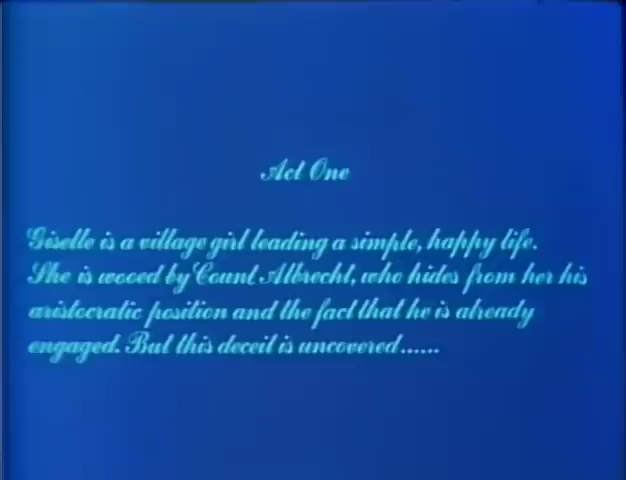 Act One
Giselle is a village girl leading a simple, happy life.
She is wooed by Count Albrecht, who hides from her his
aristocratic position and the fact that he is already
engaged. But this deceit is uncovered......